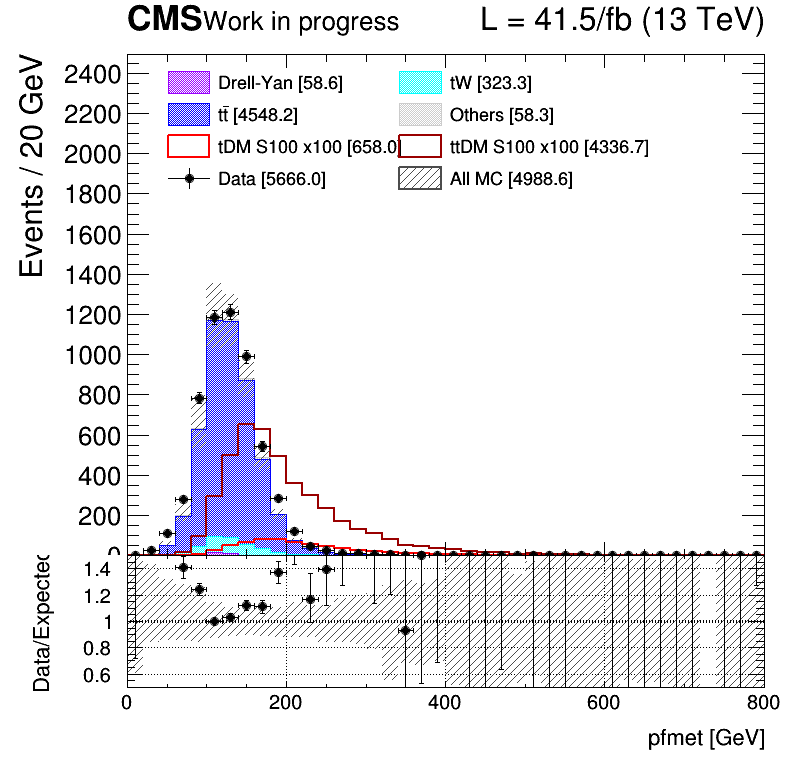 CMS Work in progress L = 41.5/fb (13 TeV)
Events / 20 GeV
2400
2200
2000
1800
1600
1400
1200
1000
800
600
400
200
0
Drell-Yan [58.6]
tW [323.3]
tt̄ [4548.2]
Others [58.3]
tDM S100 x100 [658.0]
ttDM S100 x100 [4336.7]
Data [5666.0]
All MC [4988.6]
Data/Expected
1.4
1.2
1
0.8
0.6
0 200 400 600 800
pfmet [GeV]